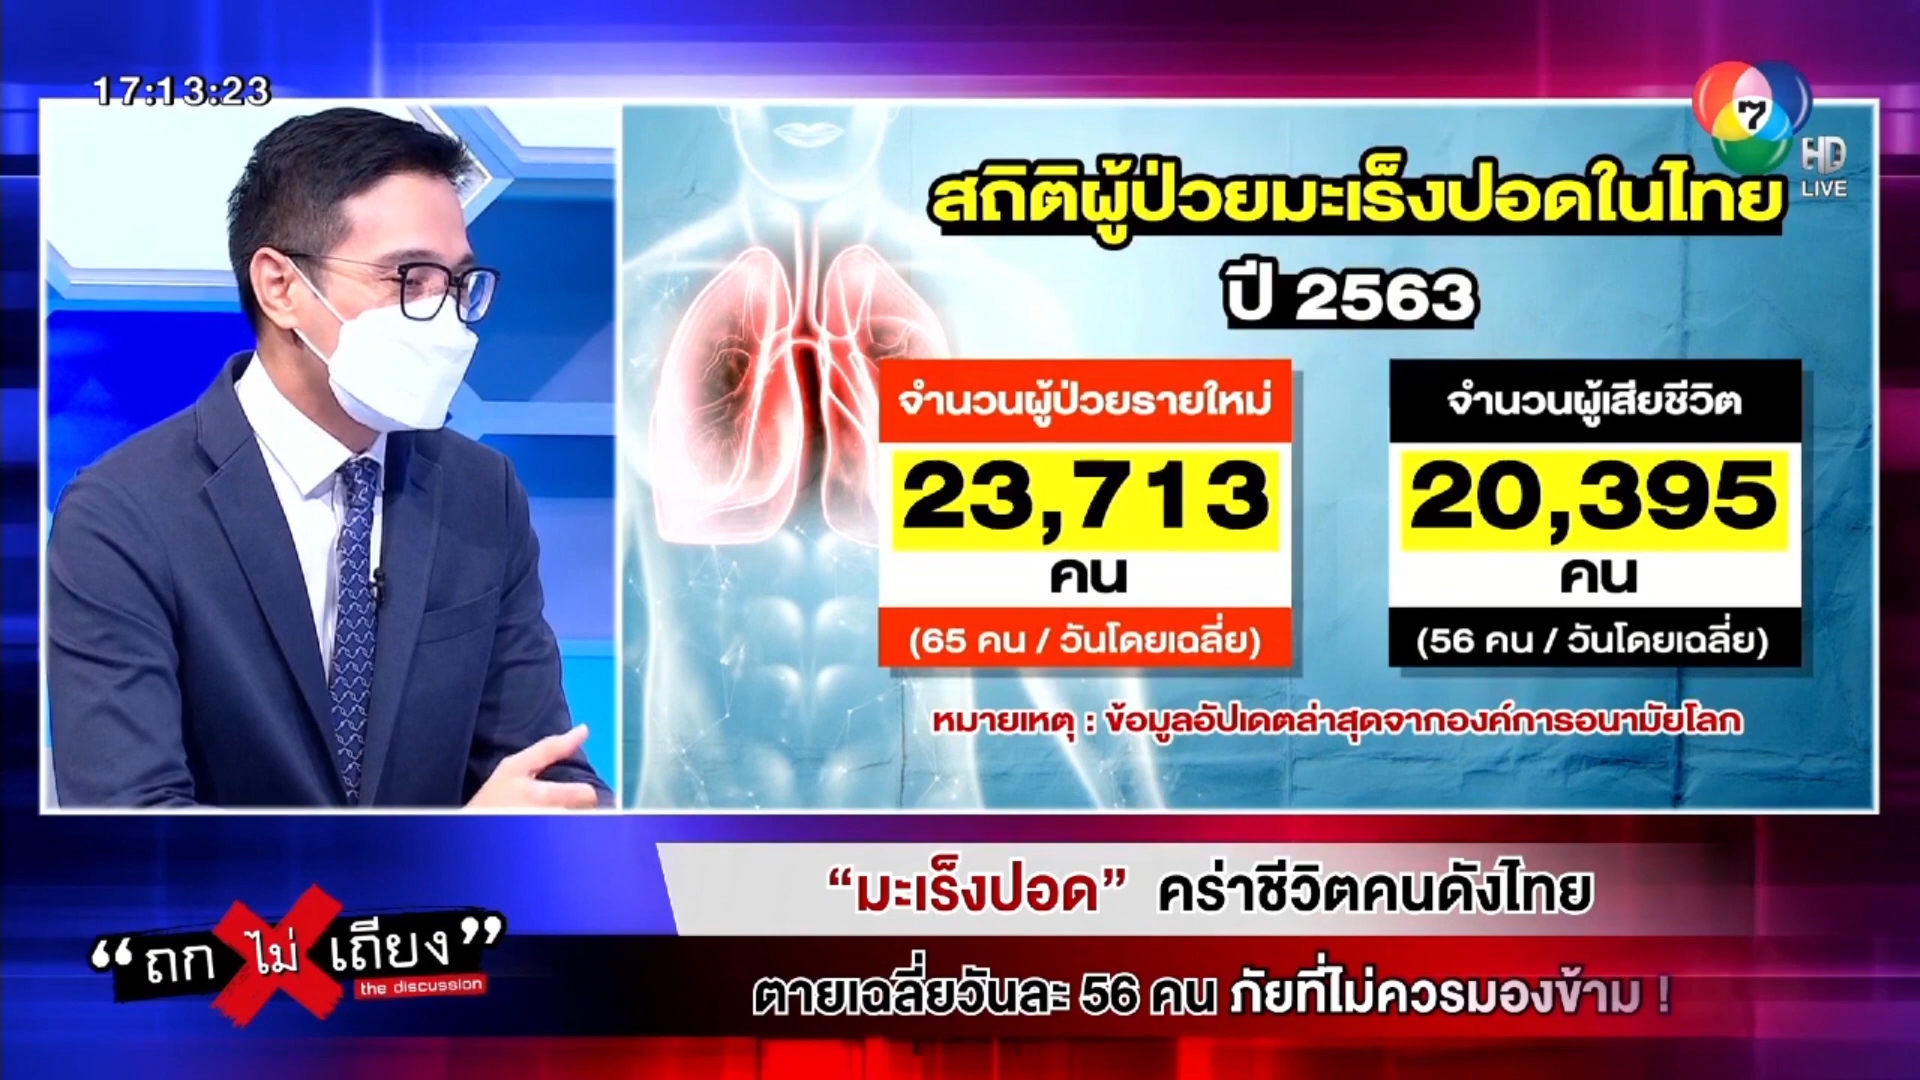 17:13:23
7
HD
LIVE
สถิติผู้ป่วยมะเร็งปอดในไทย
ปี 2563
จำนวนผู้ป่วยรายใหม่
23,713
คน
(65 คน / วันโดยเฉลี่ย)
จำนวนผู้เสียชีวิต
20,395
คน
(56 คน / วันโดยเฉลี่ย)
หมายเหตุ : ข้อมูลอัปเดตล่าสุดจากองค์การอนามัยโลก
“มะเร็งปอด” คร่าชีวิตคนดังไทย
ตายเฉลี่ยวันละ 56 คน ภัยที่ไม่ควรมองข้าม !
“ถกไม่เถียง”
the discussion